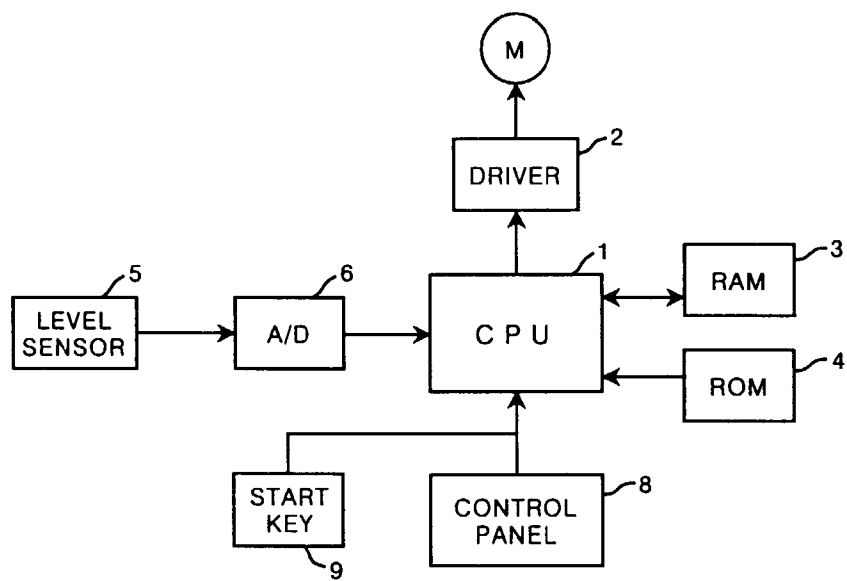 M
2
DRIVER
1
3
RAM
5
LEVEL
SENSOR
6
A/D
C P U
4
ROM
START
KEY
9
8
CONTROL
PANEL